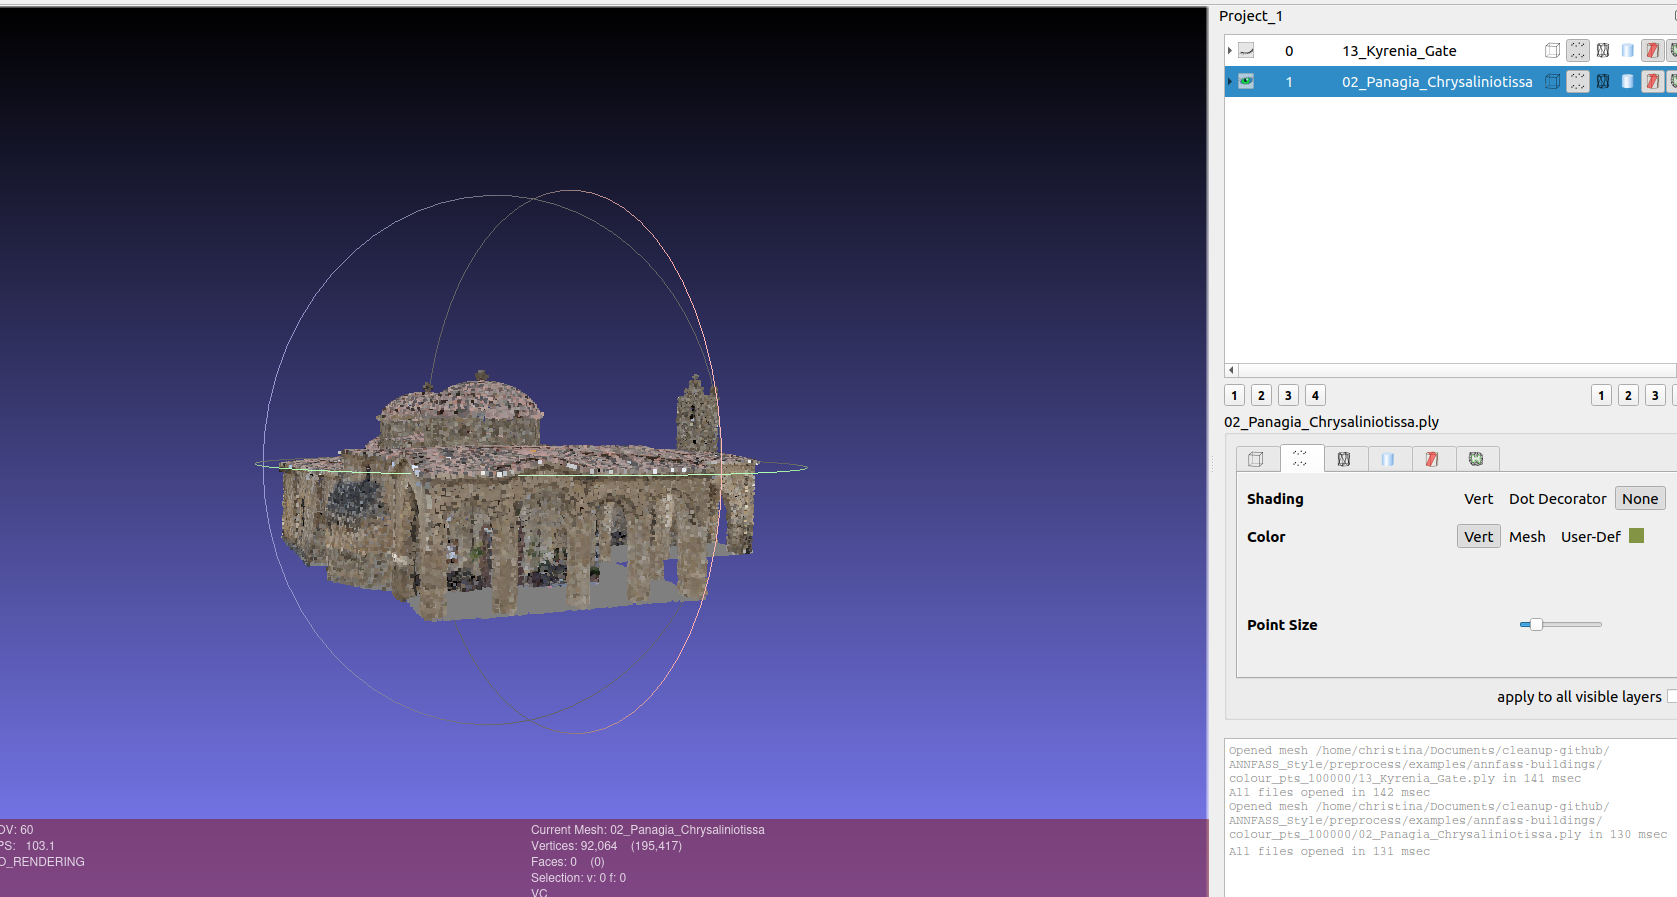 Project_1
0 13_Kyrenia_Gate
1 02_Panagia_Chrysaliniotissa
1 2 3 4 1 2 3
02_Panagia_Chrysaliniotissa.ply
Shading Vert Dot Decorator None
Color Vert Mesh User-Def
Point Size
apply to all visible layers
Opened mesh /home/christina/Documents/cleanup-github/
ANNFASS_Style/preprocess/examples/annfass-buildings/
colour_pts_100000/13_Kyrenia_Gate.ply in 141 msec
All files opened in 142 msec
Opened mesh /home/christina/Documents/cleanup-github/
ANNFASS_Style/preprocess/examples/annfass-buildings/
colour_pts_100000/02_Panagia_Chrysaliniotissa.ply in 130 msec
All files opened in 131 msec
OV: 60
PS: 103.1
O_RENDERING
Current Mesh: 02_Panagia_Chrysaliniotissa
Vertices: 92,064 (195,417)
Faces: 0 (0)
Selection: v: 0 f: 0
VC